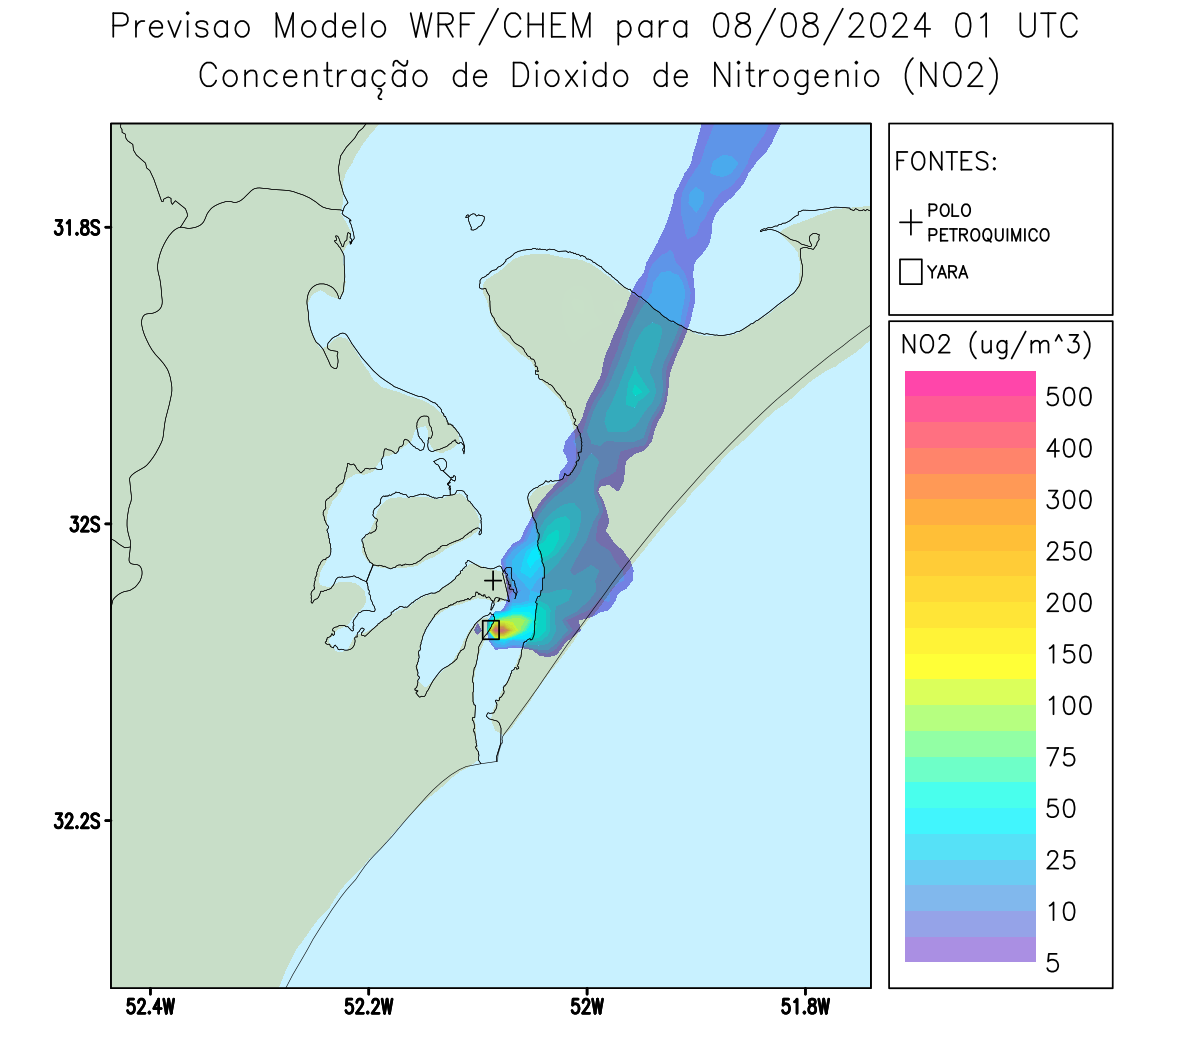 Previsao Modelo WRF/CHEM para 08/08/2024 01 UTC
Concentração de Dioxido de Nitrogenio (NO2)
FONTES:
POLO
PETROQUIMICO
YARA
NO2 (ug/m^3)
500
400
300
250
200
150
100
75
50
25
10
5
31.8S
32S
32.2S
52.4W
52.2W
52W
51.8W